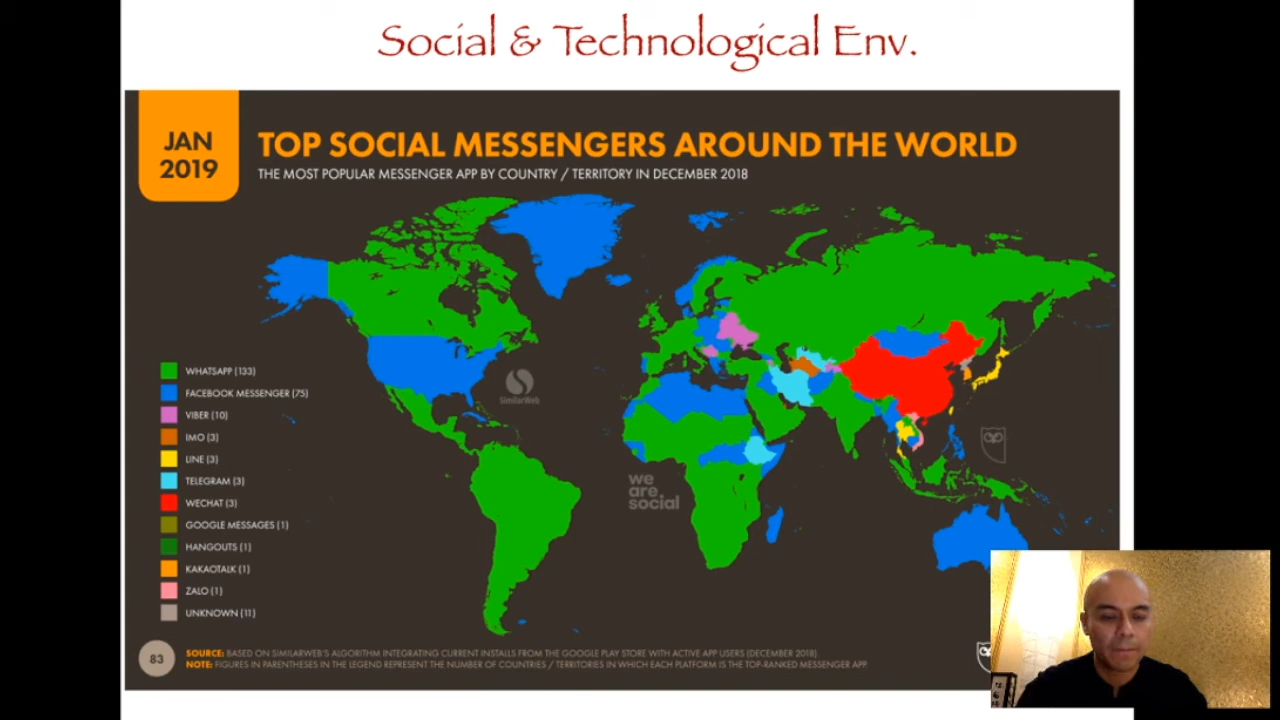 Social & Technological Env.
JAN
2019
TOP SOCIAL MESSENGERS AROUND THE WORLD
THE MOST POPULAR MESSENGER APP BY COUNTRY / TERRITORY IN DECEMBER 2018
WHATSAPP (133)
FACEBOOK MESSENGER (75)
VIBER (10)
IMO (3)
LINE (3)
TELEGRAM (3)
WECHAT (3)
GOOGLE MESSAGES (1)
HANGOUTS (1)
KAKAOTALK (1)
ZALO (1)
UNKNOWN (11)
SimilarWeb
we
are.
social
83
SOURCE: BASED ON SIMILARWEB'S ALGORITHM INTEGRATING CURRENT INSTALLS FROM THE GOOGLE PLAY STORE WITH ACTIVE APP USERS (DECEMBER 2018).
NOTE: FIGURES IN PARENTHESES IN THE LEGEND REPRESENT THE NUMBER OF COUNTRIES / TERRITORIES IN WHICH EACH PLATFORM IS THE TOP-RANKED MESSENGER APP.